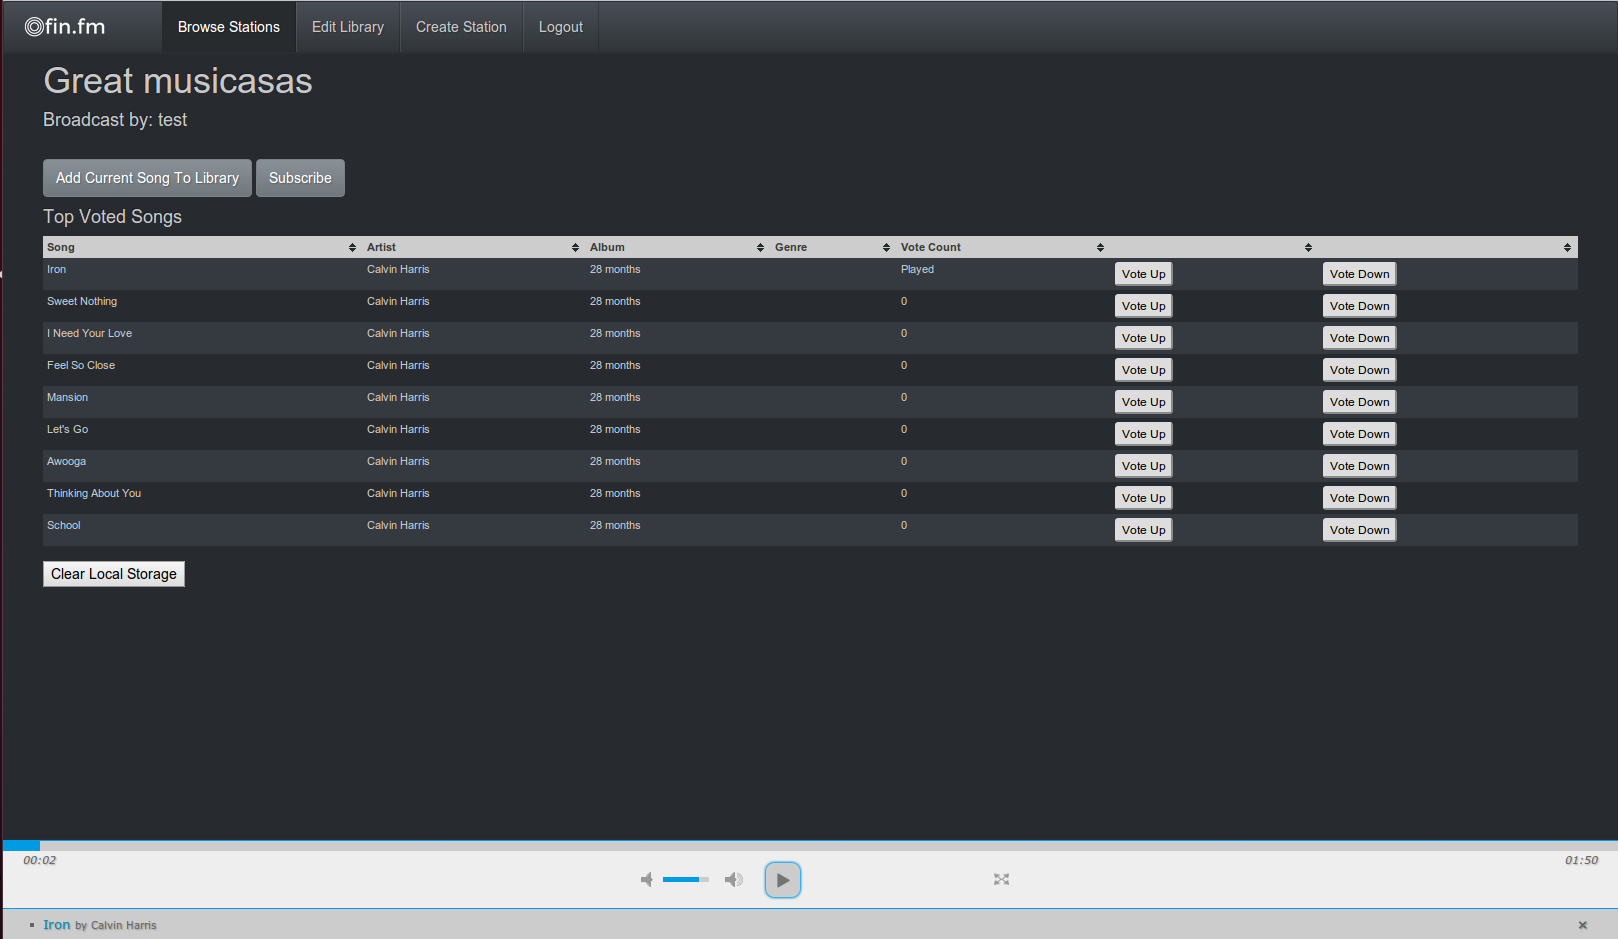 fin.fm Browse Stations Edit Library Create Station Logout
Great musicasas
Broadcast by: test
Add Current Song To Library Subscribe
Top Voted Songs
Song Artist Album Genre Vote Count
Iron Calvin Harris 28 months Played Vote Up Vote Down
Sweet Nothing Calvin Harris 28 months 0 Vote Up Vote Down
I Need Your Love Calvin Harris 28 months 0 Vote Up Vote Down
Feel So Close Calvin Harris 28 months 0 Vote Up Vote Down
Mansion Calvin Harris 28 months 0 Vote Up Vote Down
Let's Go Calvin Harris 28 months 0 Vote Up Vote Down
Awooga Calvin Harris 28 months 0 Vote Up Vote Down
Thinking About You Calvin Harris 28 months 0 Vote Up Vote Down
School Calvin Harris 28 months 0 Vote Up Vote Down
Clear Local Storage
00:02 01:50
Iron by Calvin Harris